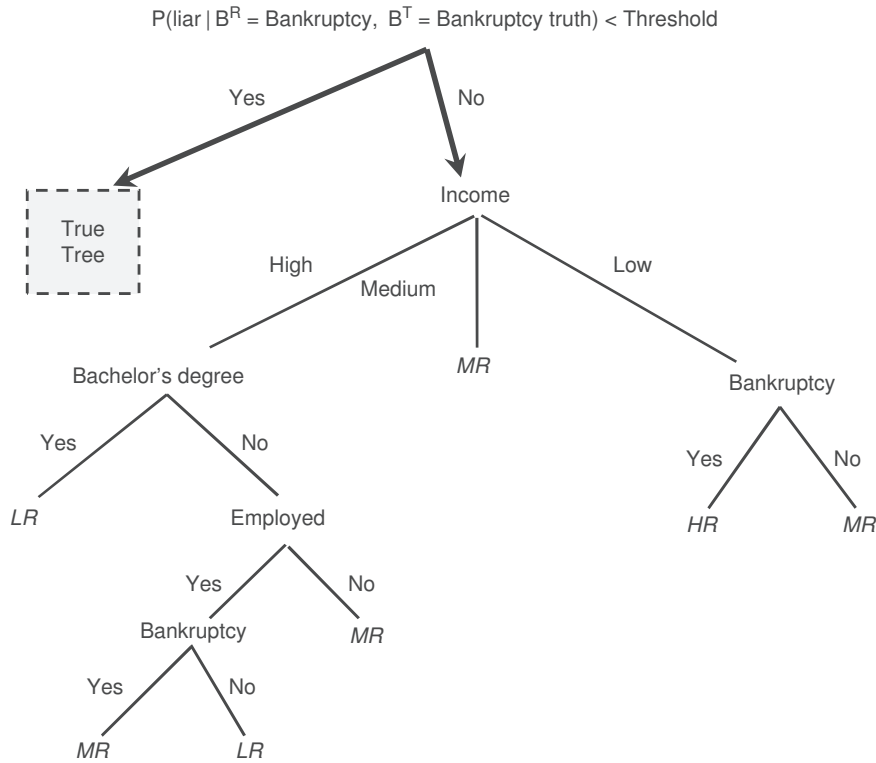 P(liar | B^R = Bankruptcy, B^T = Bankruptcy truth) < Threshold
Yes
No
True
Tree
Income
High
Medium
Low
Bachelor's degree
MR
Bankruptcy
Yes
No
Yes
No
LR
Employed
HR
MR
Yes
No
Bankruptcy
MR
Yes
No
MR
LR